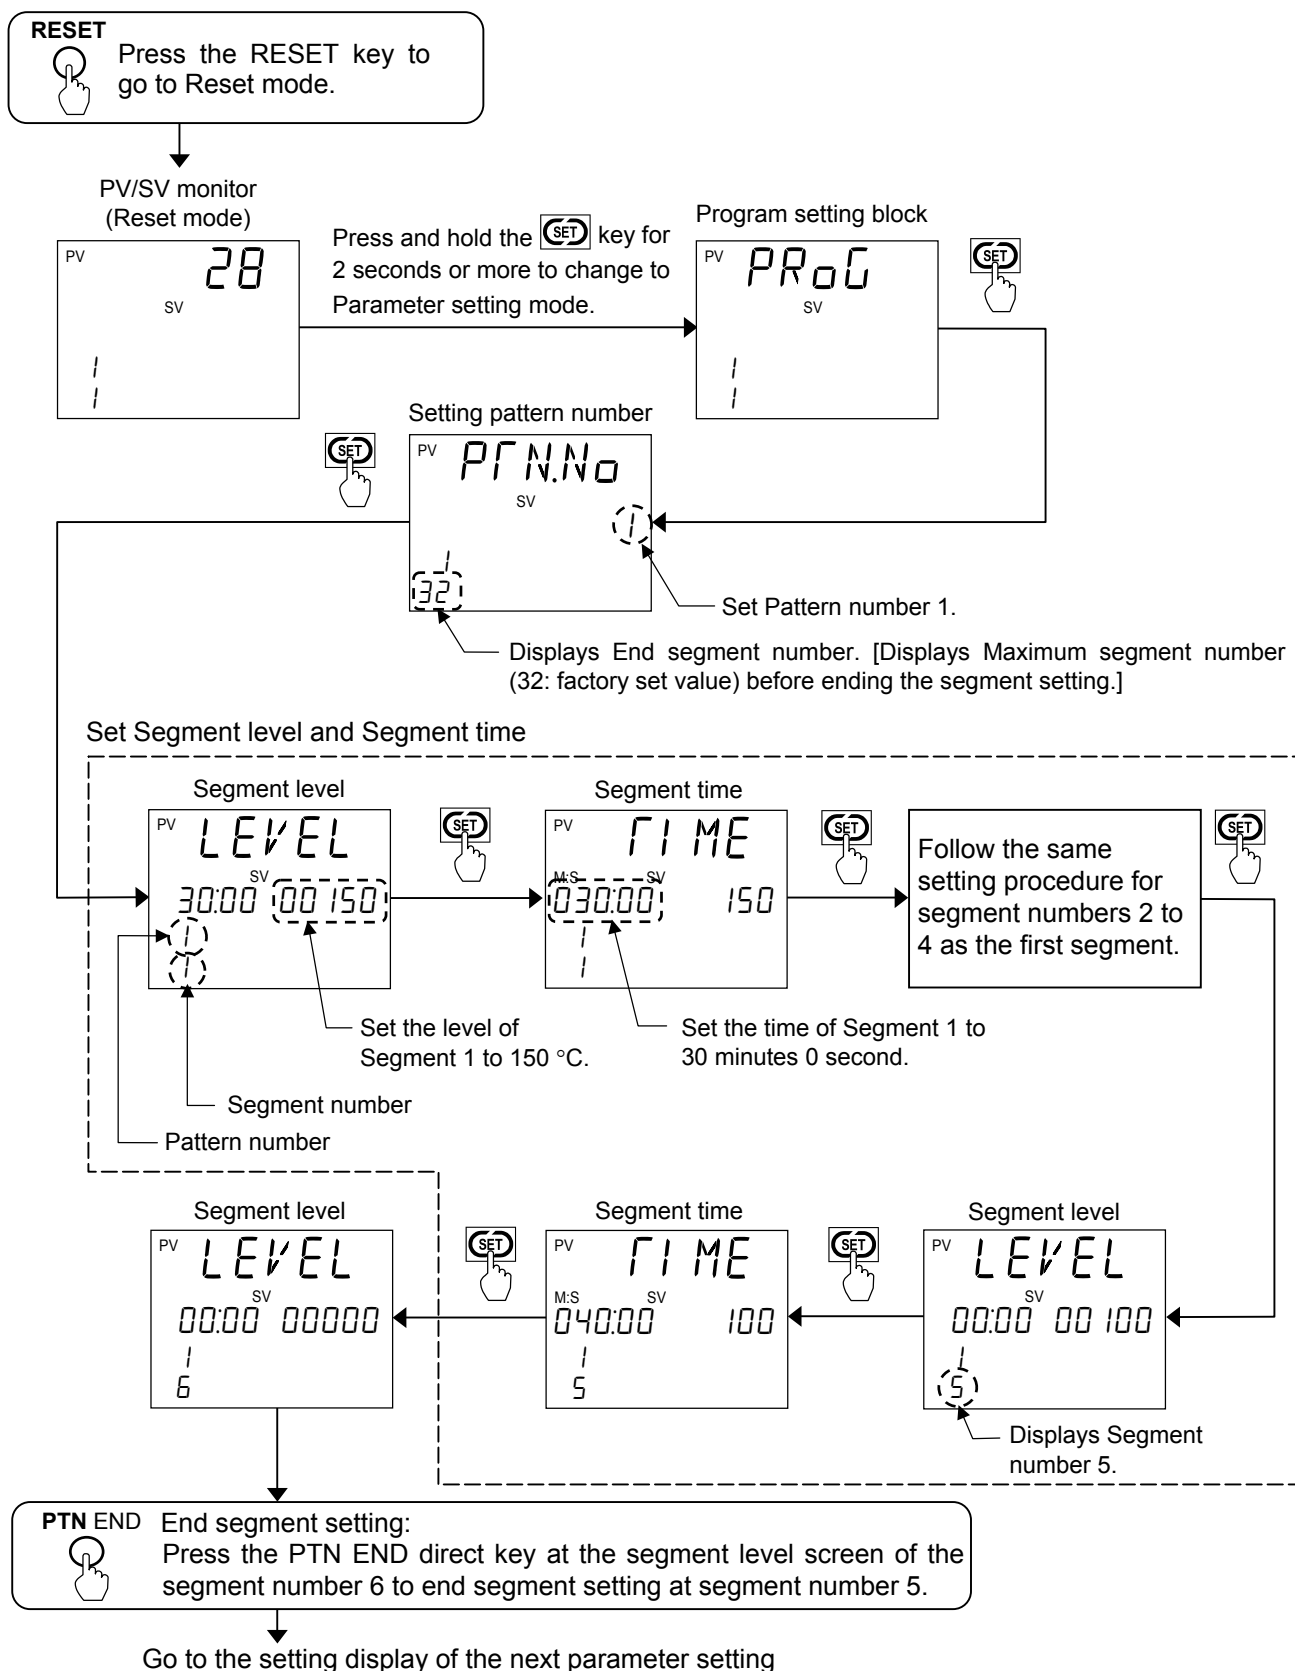 RESET
Press the RESET key to
go to Reset mode.
PV/SV monitor
(Reset mode)
PV
28
SV
1
1
Press and hold the SET key for
2 seconds or more to change to
Parameter setting mode.
Program setting block
PV
PRoG
SV
1
1
SET
Setting pattern number
SET
PV
PTN.No
SV
1
1
32
Set Pattern number 1.
Displays End segment number. [Displays Maximum segment number
(32: factory set value) before ending the segment setting.]
Set Segment level and Segment time
Segment level
PV
LEVEL
SV
30:00 00150
1
1
SET
Segment time
PV
TIME
M:S SV
030:00 150
1
1
SET
Follow the same
setting procedure for
segment numbers 2 to
4 as the first segment.
SET
Set the level of
Segment 1 to 150 °C.
Set the time of Segment 1 to
30 minutes 0 second.
Segment number
Pattern number
Segment level
PV
LEVEL
SV
00:00 00000
1
6
SET
Segment time
PV
TIME
M:S SV
040:00 100
1
5
SET
Segment level
PV
LEVEL
SV
00:00 00100
1
5
Displays Segment
number 5.
PTN END End segment setting:
Press the PTN END direct key at the segment level screen of the
segment number 6 to end segment setting at segment number 5.
Go to the setting display of the next parameter setting